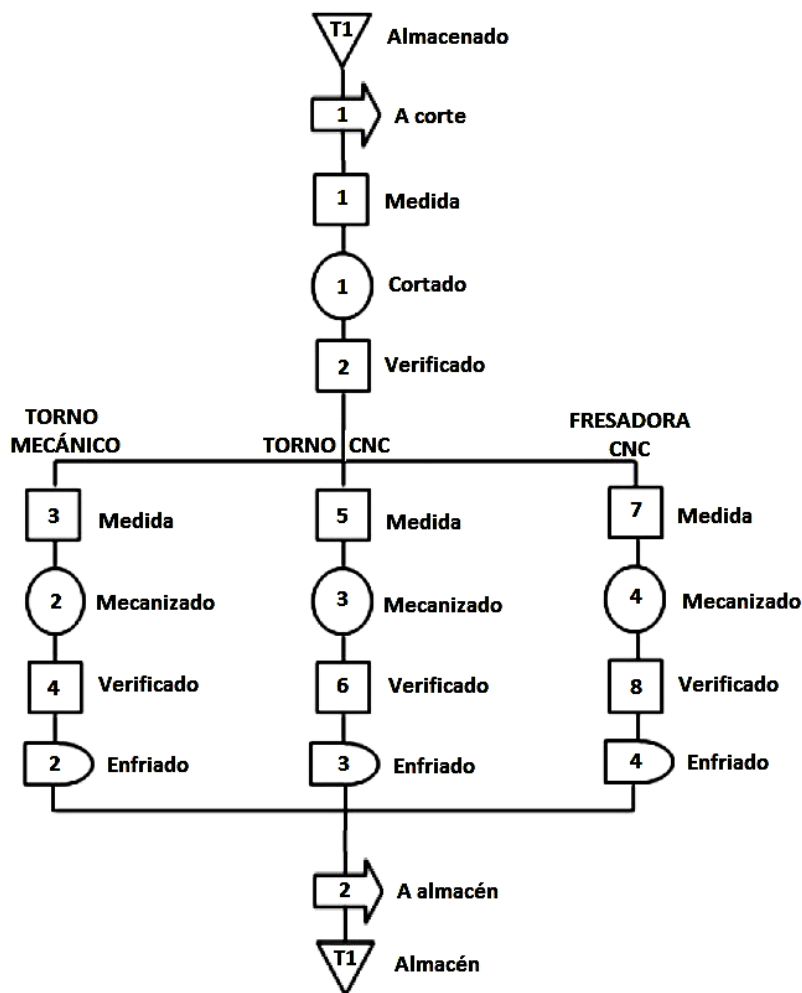 T1 Almacenado
1 A corte
1 Medida
1 Cortado
2 Verificado
TORNO
MECÁNICO
TORNO CNC
FRESADORA
CNC
3 Medida
5 Medida
7 Medida
2 Mecanizado
3 Mecanizado
4 Mecanizado
4 Verificado
6 Verificado
8 Verificado
2 Enfriado
3 Enfriado
4 Enfriado
2 A almacén
T1 Almacén